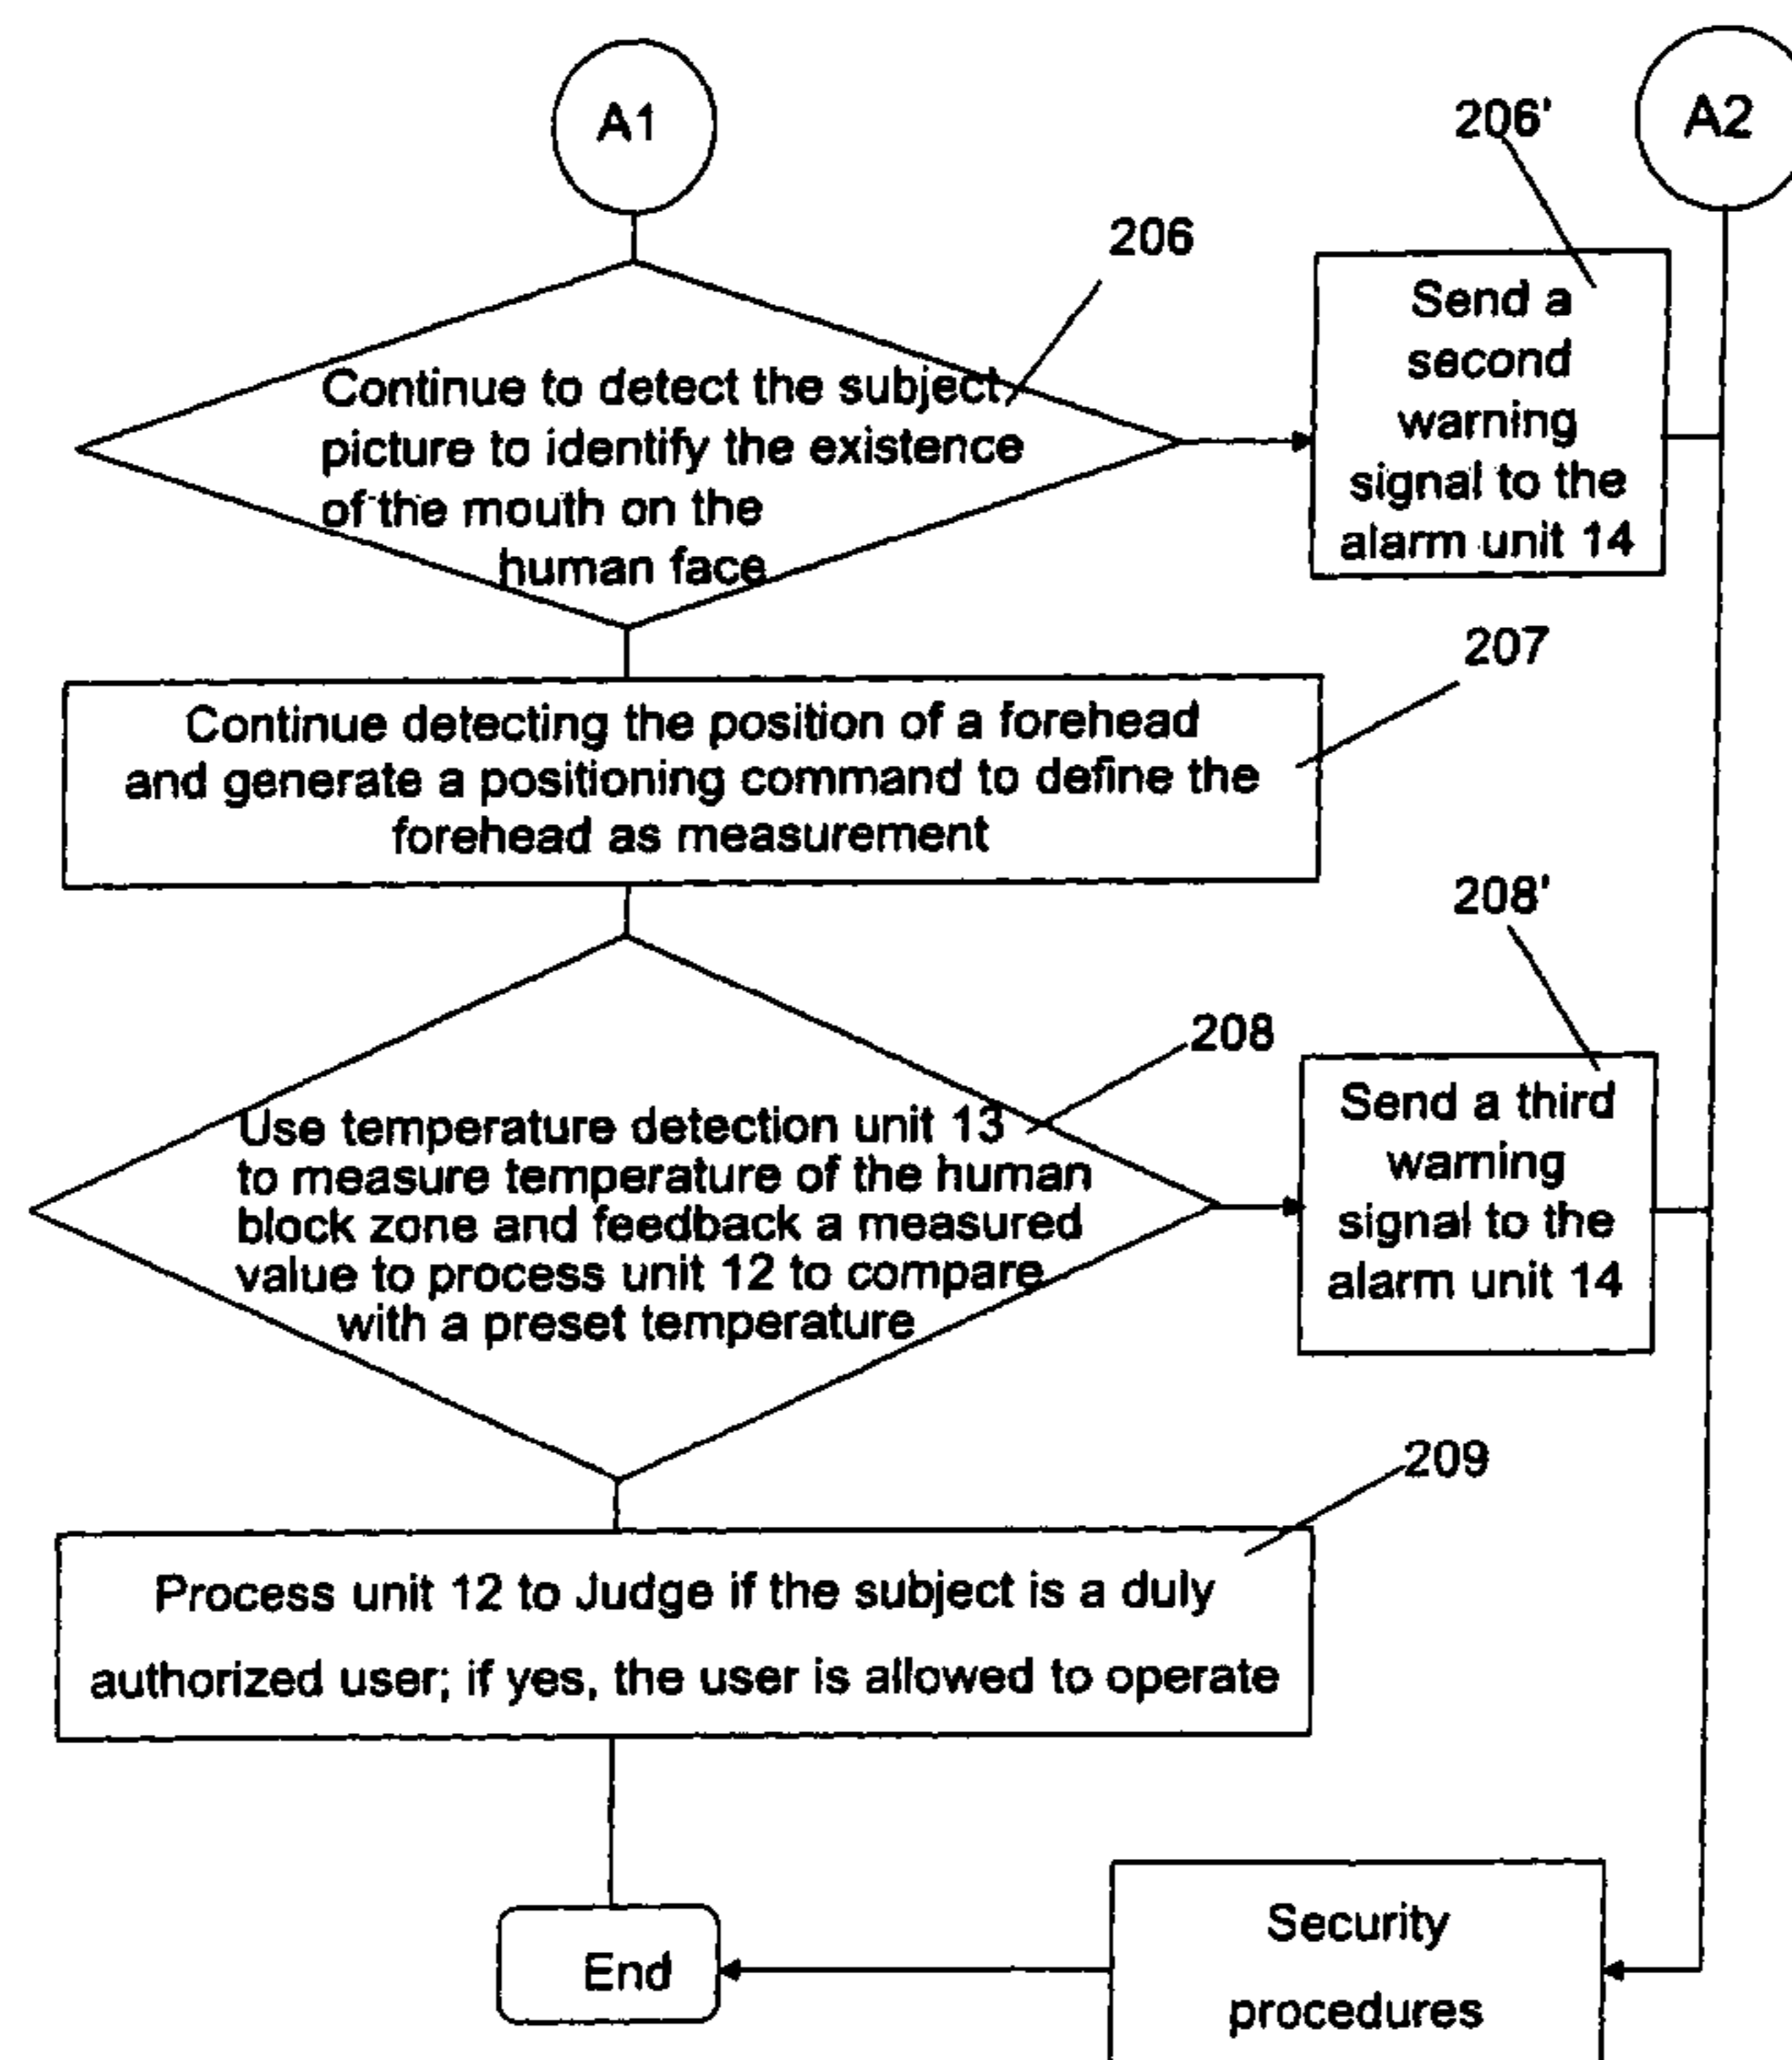 A1
A2
206'
206
Send a
second
warning
signal to the
alarm unit 14
Continue to detect the subject
picture to identify the existence
of the mouth on the
human face
207
Continue detecting the position of a forehead
and generate a positioning command to define the
forehead as measurement
208'
208
Send a third
warning
signal to the
alarm unit 14
Use temperature detection unit 13
to measure temperature of the human
block zone and feedback a measured
value to process unit 12 to compare
with a preset temperature
209
Process unit 12 to Judge if the subject is a duly
authorized user; if yes, the user is allowed to operate
End
Security
procedures